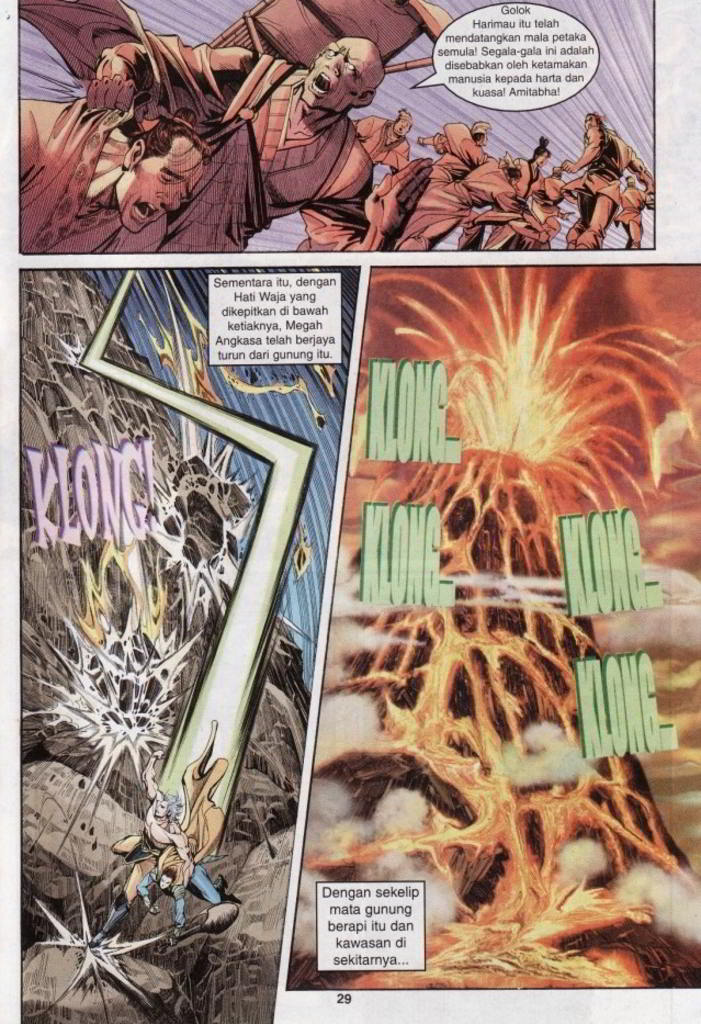 Golok
Harimau itu telah
mendatangkan mala petaka
semula! Segala-gala ini adalah
disebabkan oleh ketamakan
manusia kepada harta dan
kuasa! Amitabha!
Sementara itu, dengan
Hati Waja yang
dikepitkan di bawah
ketiaknya, Megah
Angkasa telah berjaya
turun dari gunung itu.
KLONG!
KLONG...
KLONG...
KLONG...
KLONG...
Dengan sekelip
mata gunung
berapi itu dan
kawasan di
sekitarnya...
29